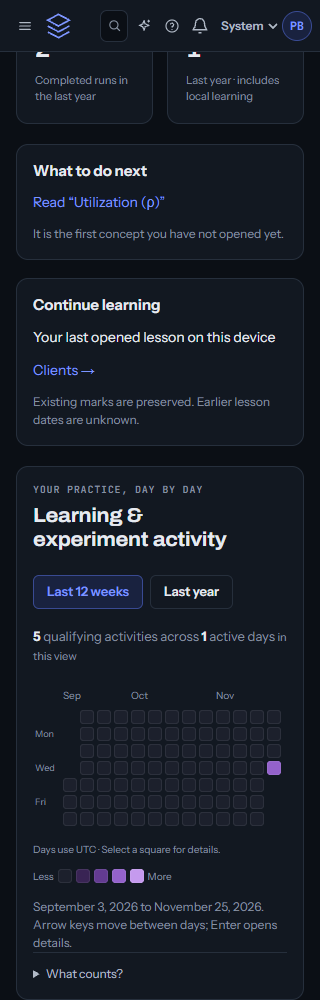 System
PB
Completed runs in
the last year
Last year · includes
local learning
What to do next
Read “Utilization (ρ)”
It is the first concept you have not opened yet.
Continue learning
Your last opened lesson on this device
Clients →
Existing marks are preserved. Earlier lesson
dates are unknown.
YOUR PRACTICE, DAY BY DAY
Learning &
experiment activity
Last 12 weeks
Last year
5 qualifying activities across 1 active days in
this view
Sep Oct Nov
Mon
Wed
Fri
Days use UTC · Select a square for details.
Less More
September 3, 2026 to November 25, 2026.
Arrow keys move between days; Enter opens
details.
What counts?